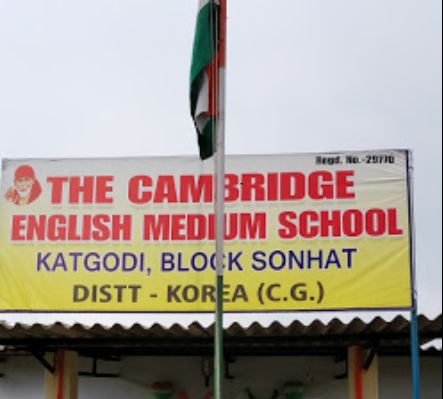 Regd. No.-29770
THE CAMBRIDGE
ENGLISH MEDIUM SCHOOL
KATGODI, BLOCK SONHAT
DISTT - KOREA (C.G.)